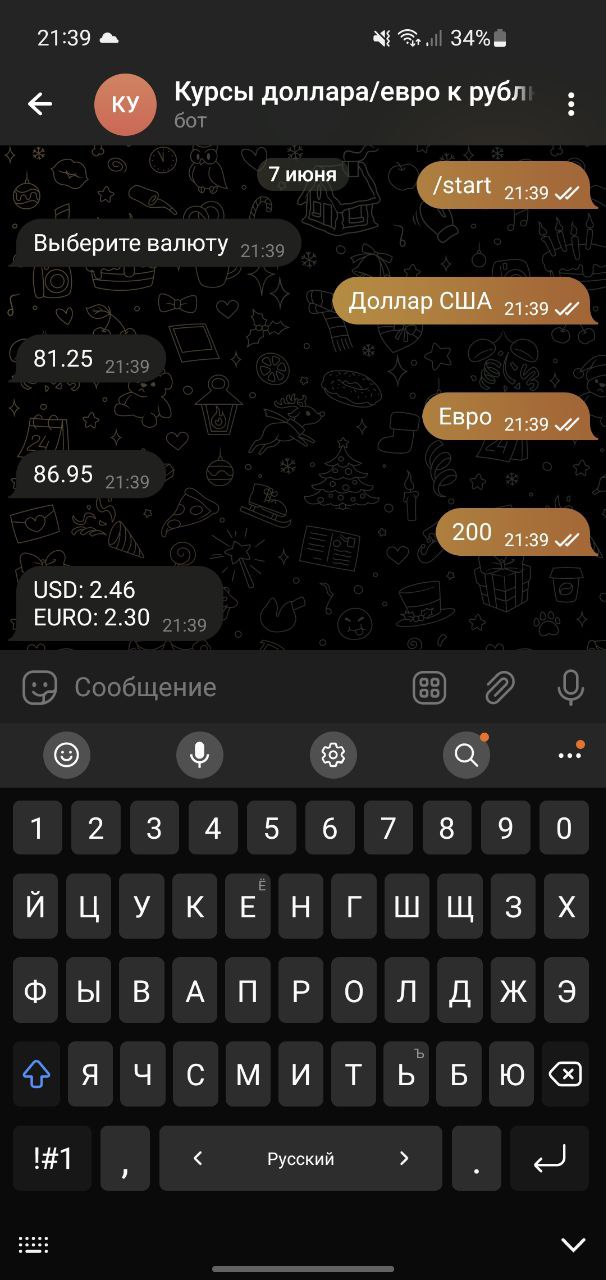 21:39
34%
КУ
Курсы доллара/евро к рубл
бот
7 июня
/start 21:39
Выберите валюту 21:39
Доллар США 21:39
81.25 21:39
Евро 21:39
86.95 21:39
200 21:39
USD: 2.46
EURO: 2.30 21:39
Сообщение
1 2 3 4 5 6 7 8 9 0
Й Ц У К Е Ё Н Г Ш Щ З Х
Ф Ы В А П Р О Л Д Ж Э
Я Ч С М И Т Ь Ъ Б Ю
!#1 , < Русский > .